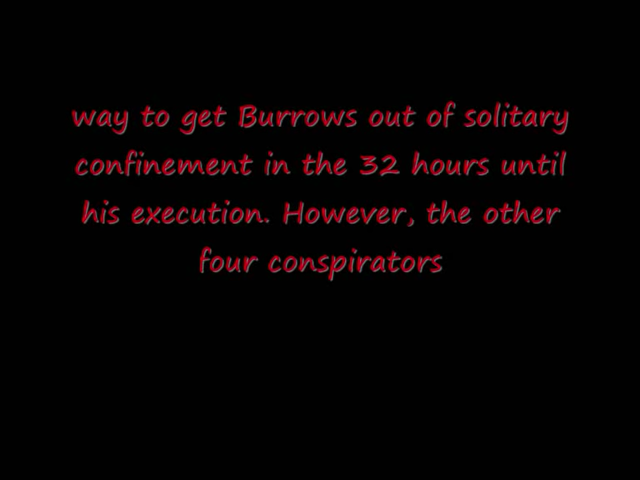 way to get Burrows out of solitary
confinement in the 32 hours until
his execution. However, the other
four conspirators